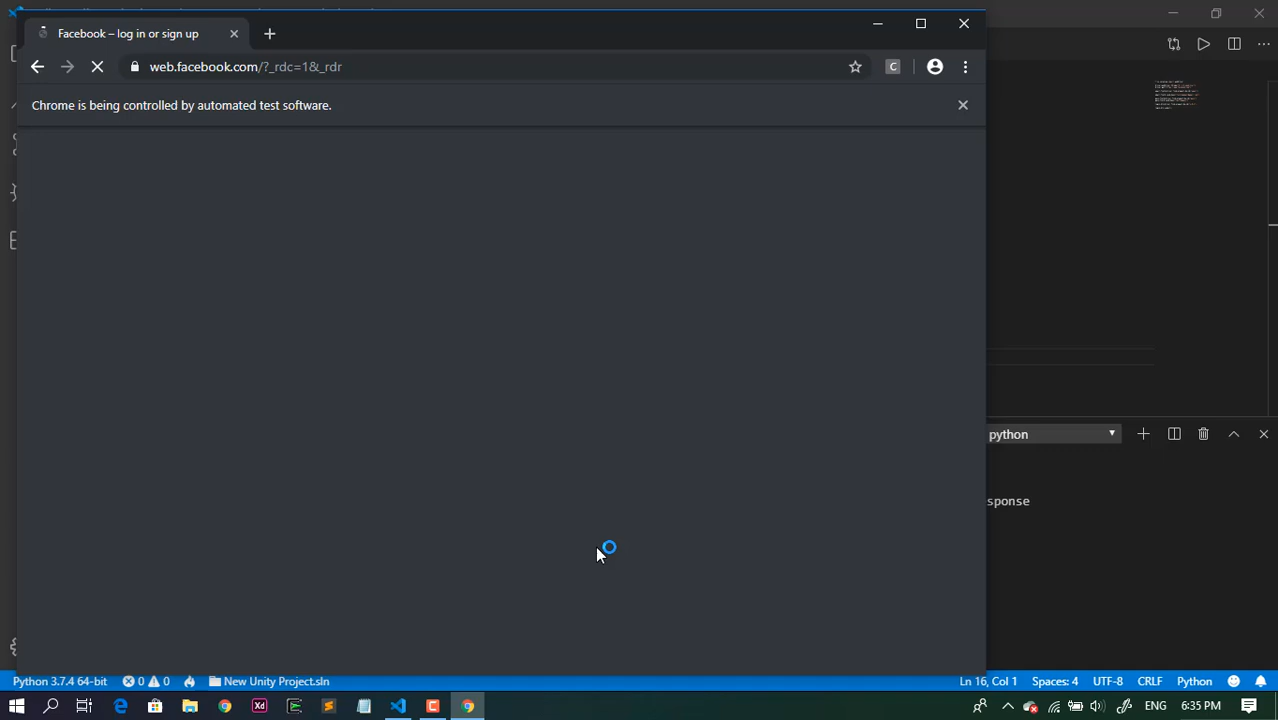 Facebook – log in or sign up
web.facebook.com/?_rdc=1&_rdr
C
Chrome is being controlled by automated test software.
python
sponse
Python 3.7.4 64-bit
0
0
New Unity Project.sln
Ln 16, Col 1
Spaces: 4
UTF-8
CRLF
Python
Xd
ENG
6:35 PM